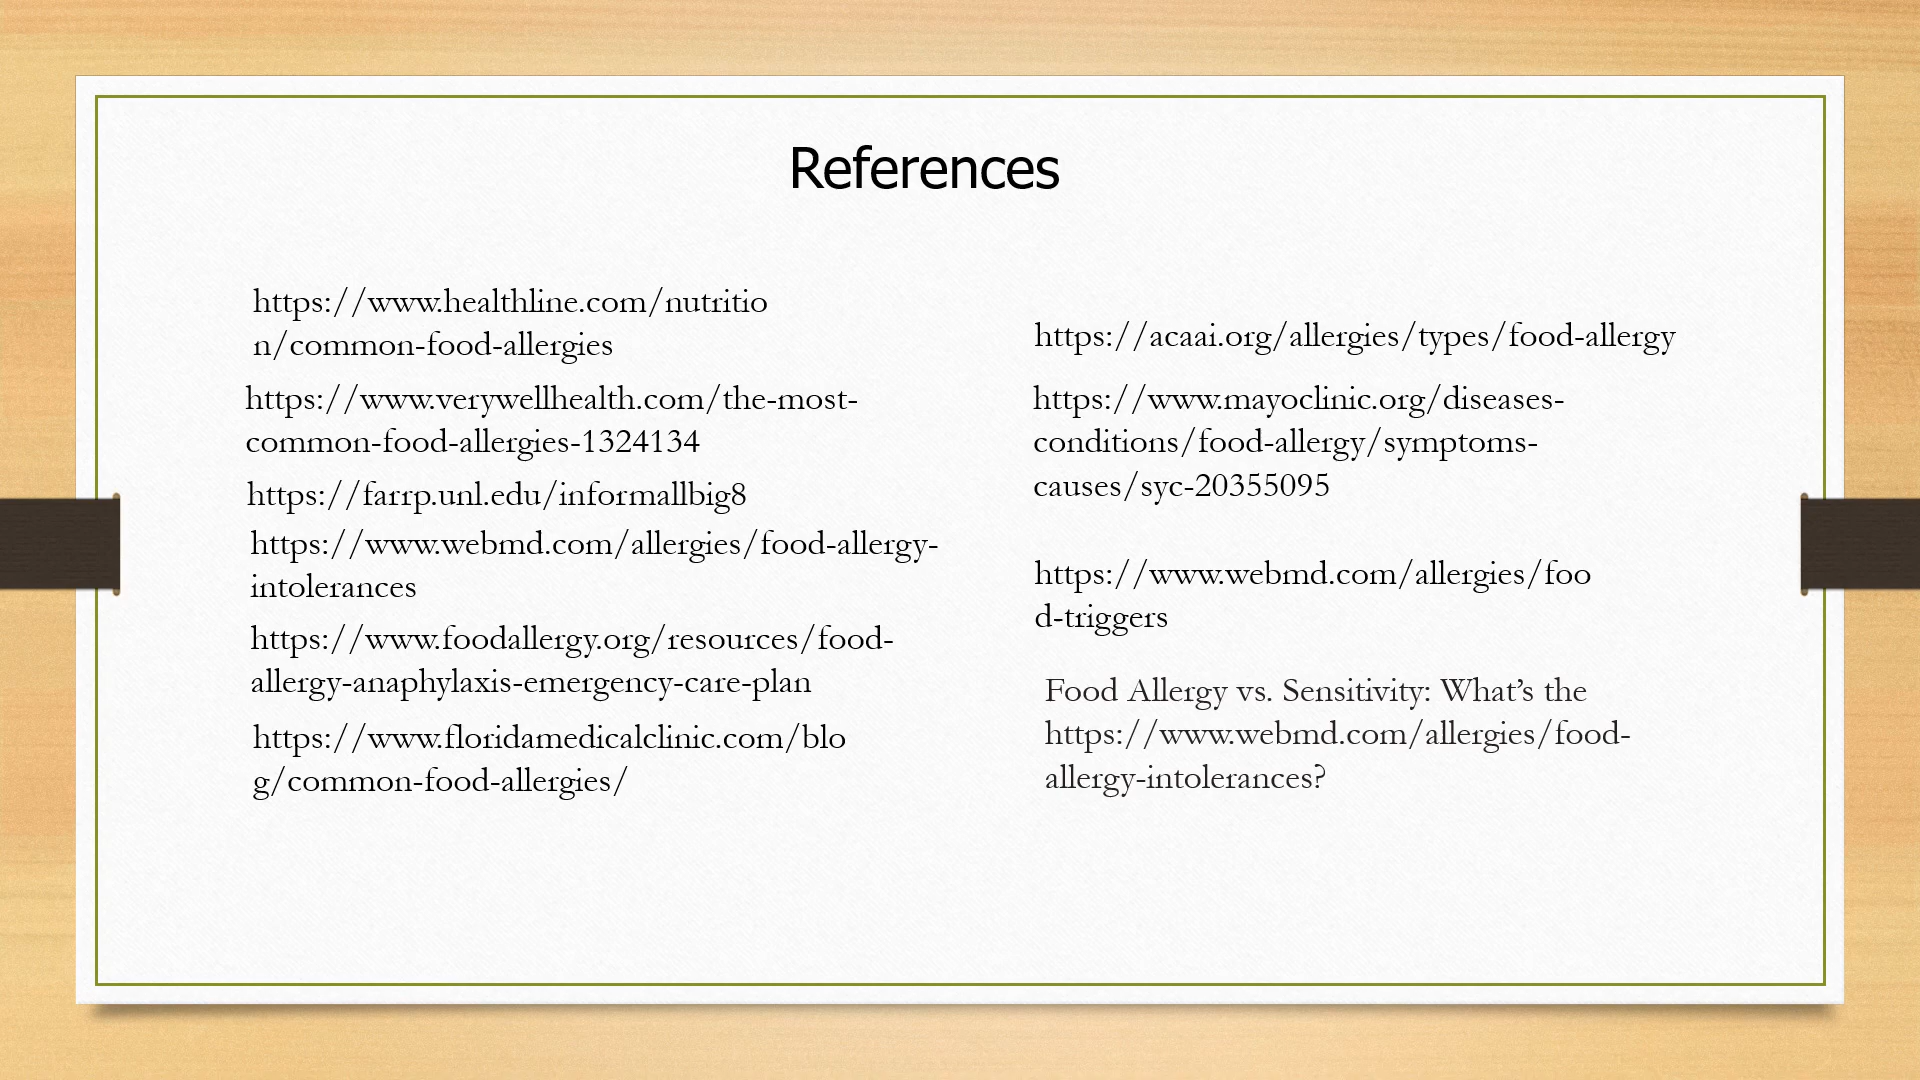 References
https://www.healthline.com/nutritio
n/common-food-allergies
https://www.verywellhealth.com/the-most-
common-food-allergies-1324134
https://farrp.unl.edu/informallbig8
https://www.webmd.com/allergies/food-allergy-
intolerances
https://www.foodallergy.org/resources/food-
allergy-anaphylaxis-emergency-care-plan
https://www.floridamedicalclinic.com/blo
g/common-food-allergies/
https://acaai.org/allergies/types/food-allergy
https://www.mayoclinic.org/diseases-
conditions/food-allergy/symptoms-
causes/syc-20355095
https://www.webmd.com/allergies/foo
d-triggers
Food Allergy vs. Sensitivity: What’s the
https://www.webmd.com/allergies/food-
allergy-intolerances?